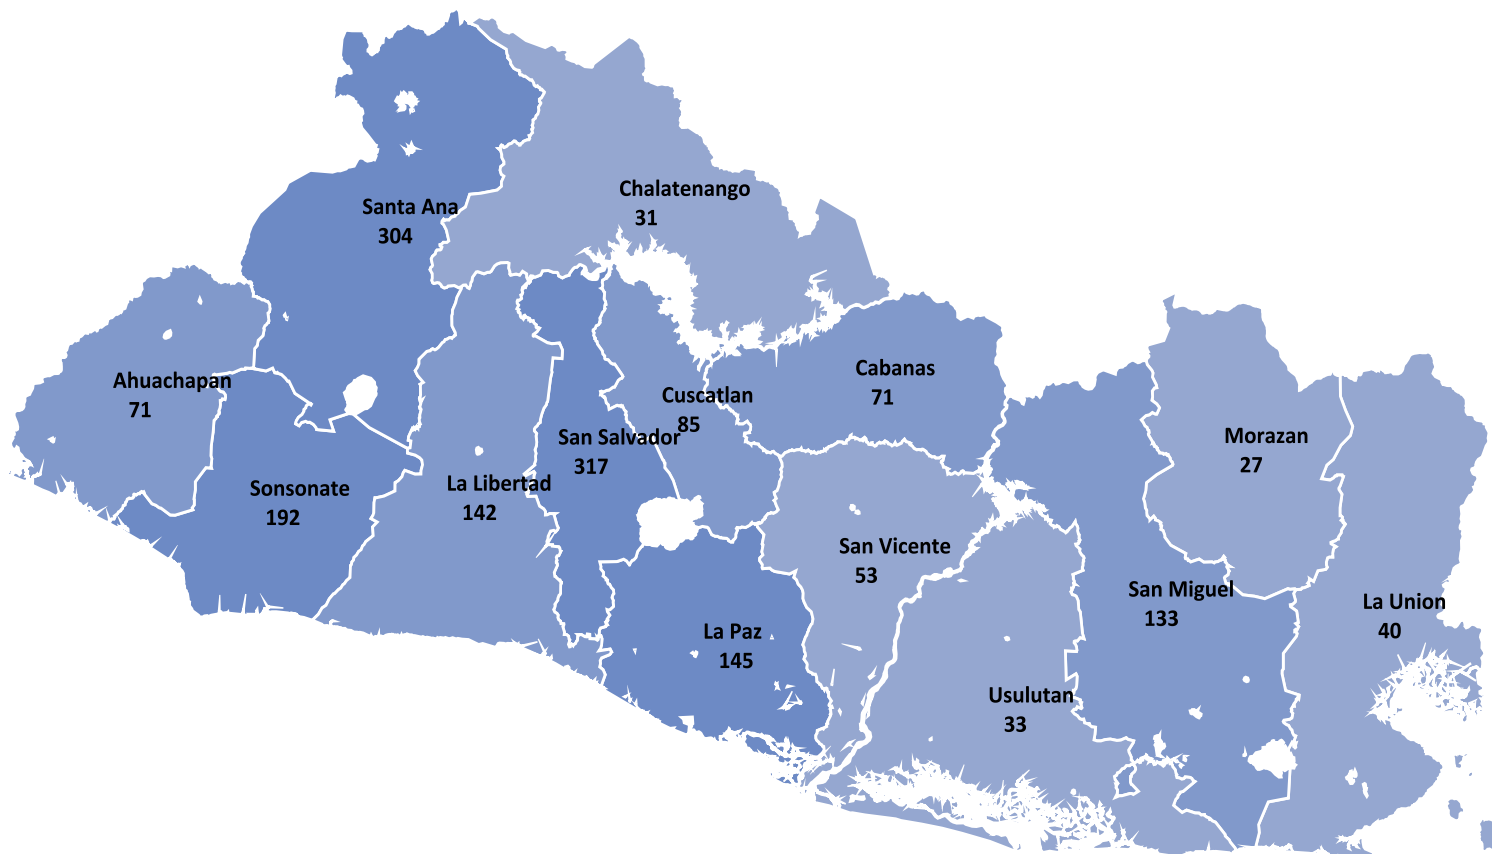 Chalatenango
31
Santa Ana
304
Cabanas
71
Ahuachapan
71
Cuscatlan
85
San Salvador
317
Morazan
27
La Libertad
142
Sonsonate
192
San Vicente
53
San Miguel
133
La Union
40
La Paz
145
Usulutan
33